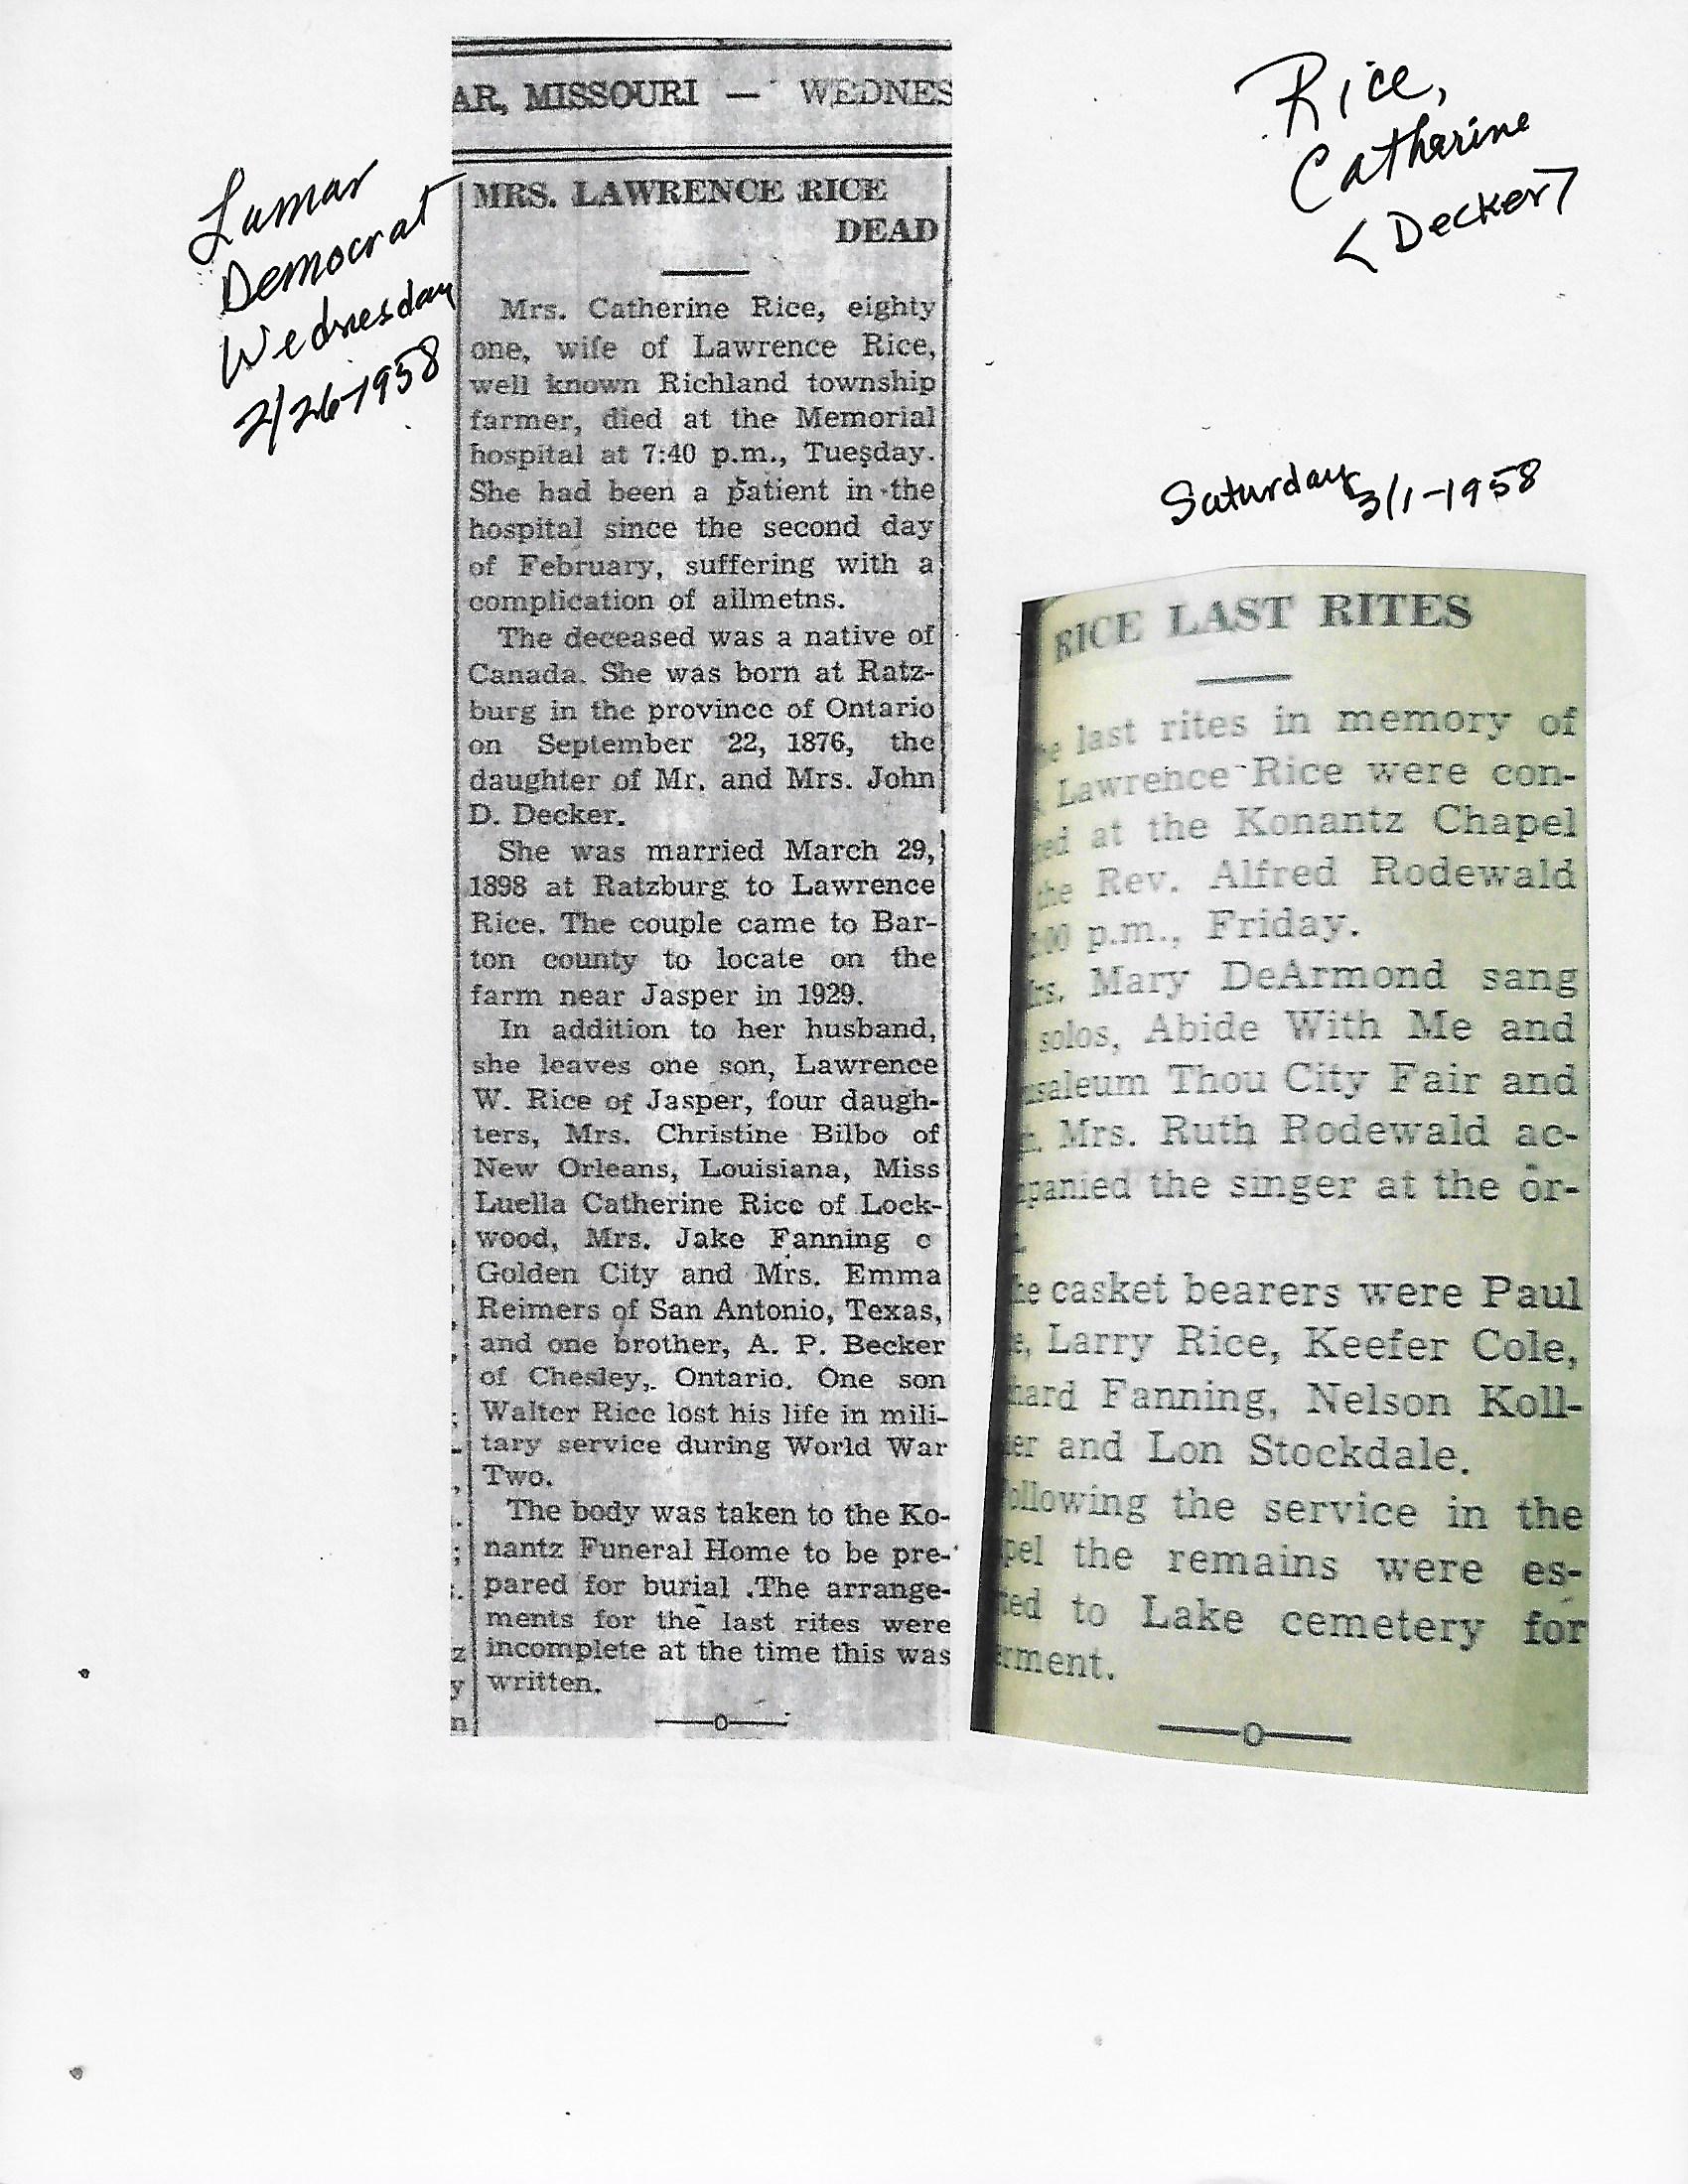 Lamar
Democrat
Wednesday
2/26-1958
AR, MISSOURI — WEDNES
MRS. LAWRENCE RICE
DEAD
Mrs. Catherine Rice, eighty
one, wife of Lawrence Rice,
well known Richland township
farmer, died at the Memorial
hospital at 7:40 p.m., Tuesday.
She had been a patient in the
hospital since the second day
of February, suffering with a
complication of ailmetns.
The deceased was a native of
Canada. She was born at Ratz-
burg in the province of Ontario
on September 22, 1876, the
daughter of Mr. and Mrs. John
D. Decker.
She was married March 29,
1898 at Ratzburg to Lawrence
Rice. The couple came to Bar-
ton county to locate on the
farm near Jasper in 1929.
In addition to her husband,
she leaves one son, Lawrence
W. Rice of Jasper, four daugh-
ters, Mrs. Christine Bilbo of
New Orleans, Louisiana, Miss
Luella Catherine Rice of Lock-
wood, Mrs. Jake Fanning o
Golden City and Mrs. Emma
Reimers of San Antonio, Texas,
and one brother, A. P. Becker
of Chesley, Ontario. One son
Walter Rice lost his life in mili-
tary service during World War
Two.
The body was taken to the Ko-
nantz Funeral Home to be pre-
pared for burial .The arrange-
ments for the last rites were
incomplete at the time this was
written.
Rice,
Catharine
<Decker>
Saturday 3/1-1958
RICE LAST RITES
e last rites in memory of
Lawrence Rice were con-
ed at the Konantz Chapel
the Rev. Alfred Rodewald
:00 p.m., Friday.
rs. Mary DeArmond sang
solos, Abide With Me and
usaleum Thou City Fair and
r. Mrs. Ruth Rodewald ac-
panied the singer at the or-
he casket bearers were Paul
e, Larry Rice, Keefer Cole,
hard Fanning, Nelson Koll-
er and Lon Stockdale.
ollowing the service in the
pel the remains were es-
ted to Lake cemetery for
rment.